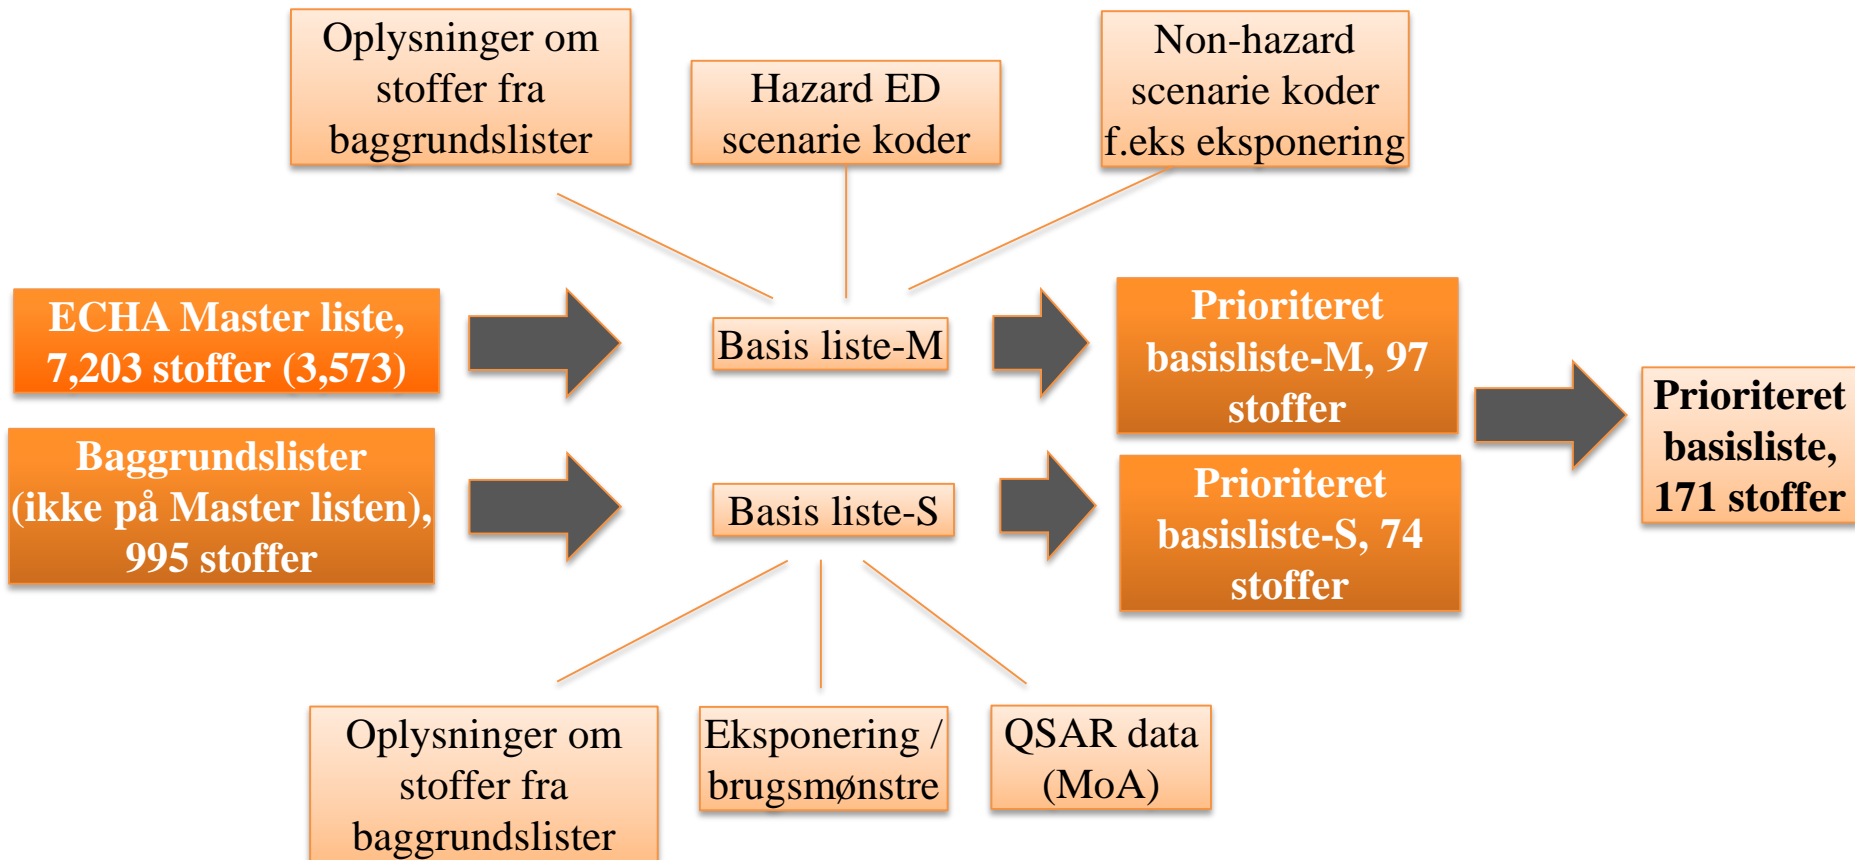 Oplysninger om
stoffer fra
baggrundslister
Hazard ED
scenarie koder
Non-hazard
scenarie koder
f.eks eksponering
ECHA Master liste,
7,203 stoffer (3,573)
Basis liste-M
Prioriteret
basisliste-M, 97
stoffer
Baggrundslister
(ikke på Master listen),
995 stoffer
Basis liste-S
Prioriteret
basisliste-S, 74
stoffer
Prioriteret
basisliste,
171 stoffer
Oplysninger om
stoffer fra
baggrundslister
Eksponering /
brugsmønstre
QSAR data
(MoA)